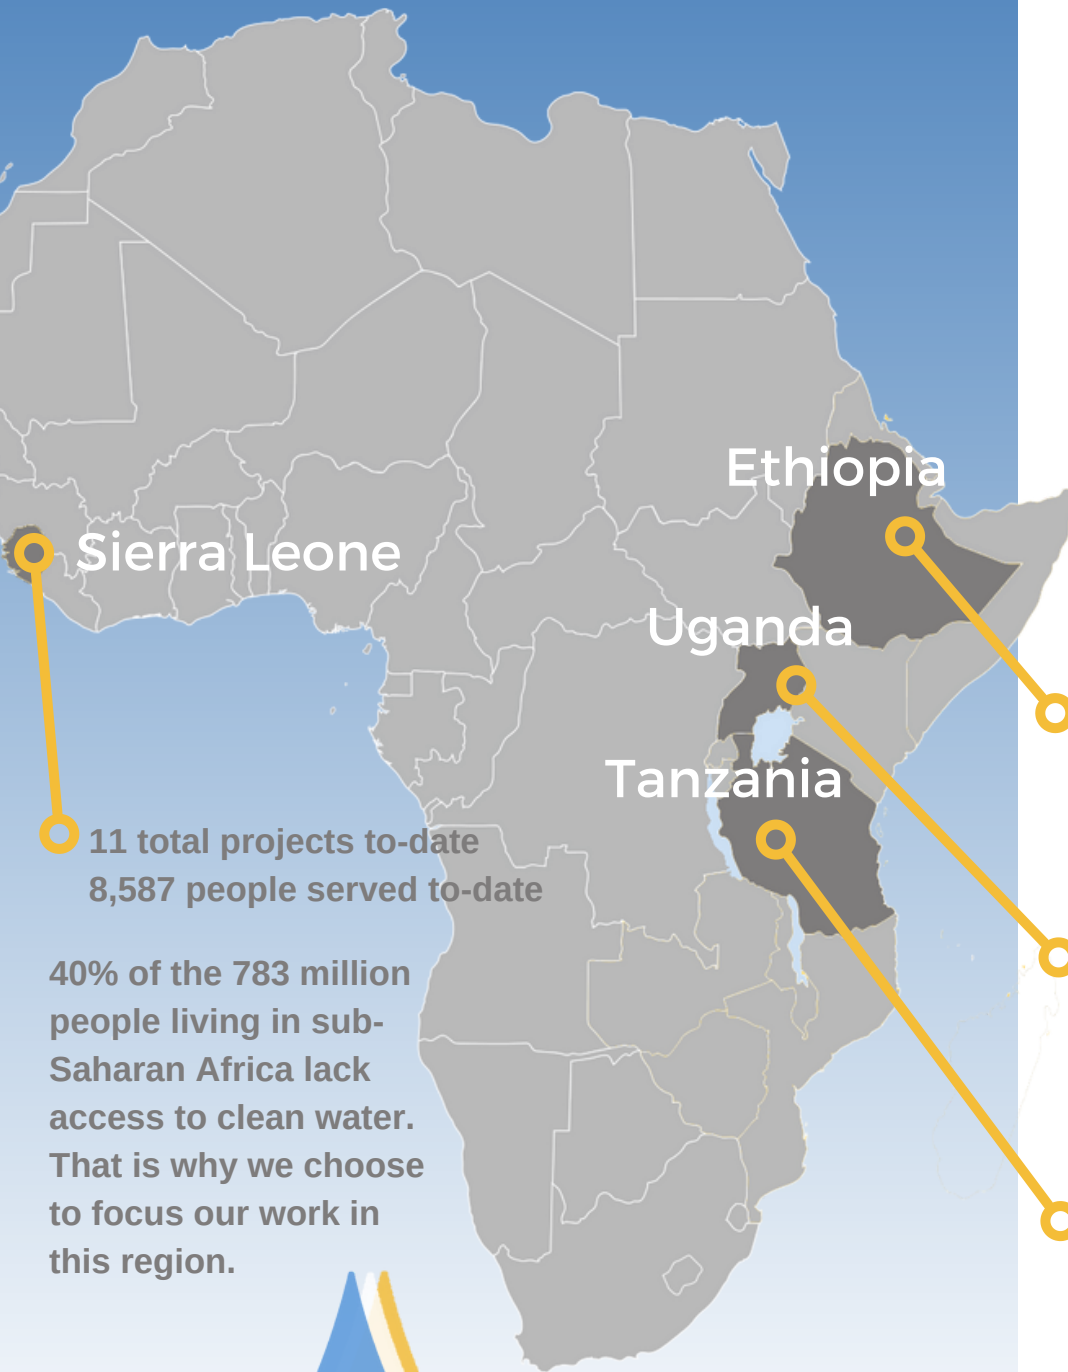 Ethiopia
Sierra Leone
Uganda
Tanzania
11 total projects to-date
8,587 people served to-date
40% of the 783 million
people living in sub-
Saharan Africa lack
access to clean water.
That is why we choose
to focus our work in
this region.